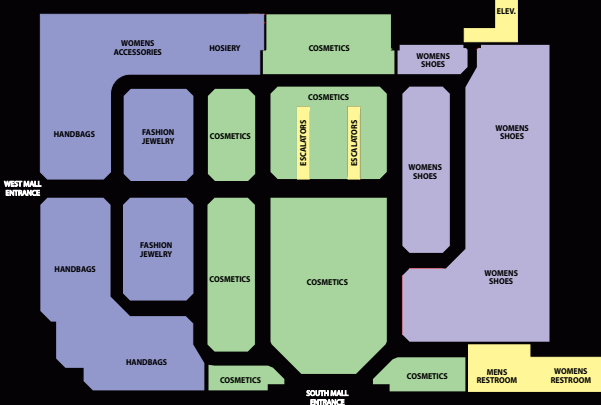 ELEV.
WOMENS
ACCESSORIES
HOSIERY
COSMETICS
WOMENS
SHOES
COSMETICS
HANDBAGS
FASHION
JEWELRY
COSMETICS
ESCALATORS
ESCALATORS
WOMENS
SHOES
WOMENS
SHOES
WEST MALL
ENTRANCE
HANDBAGS
FASHION
JEWELRY
COSMETICS
COSMETICS
WOMENS
SHOES
HANDBAGS
COSMETICS
SOUTH MALL
ENTRANCE
COSMETICS
MENS
RESTROOM
WOMENS
RESTROOM